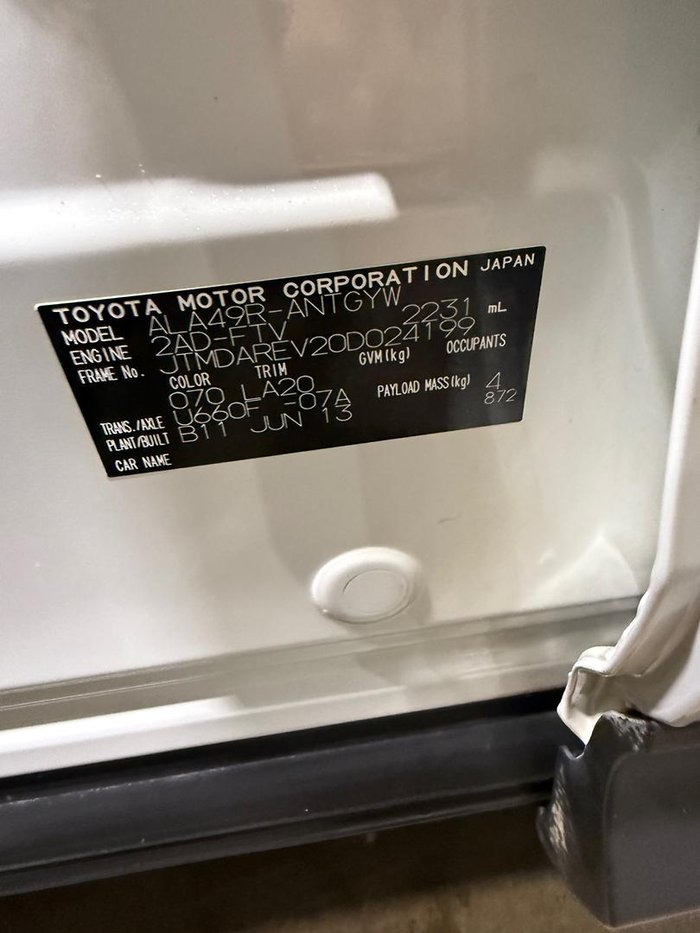 TOYOTA MOTOR CORPORATION JAPAN
MODEL ALA49R-ANTGYW
ENGINE 2AD-FTV 2231 mL
FRAME No. JTMDAREV20D024199
COLOR TRIM GVM(kg) OCCUPANTS
070 LA20 4
TRANS./AXLE U660F -07A PAYLOAD MASS(kg) 872
PLANT/BUILT B11 JUN 13
CAR NAME